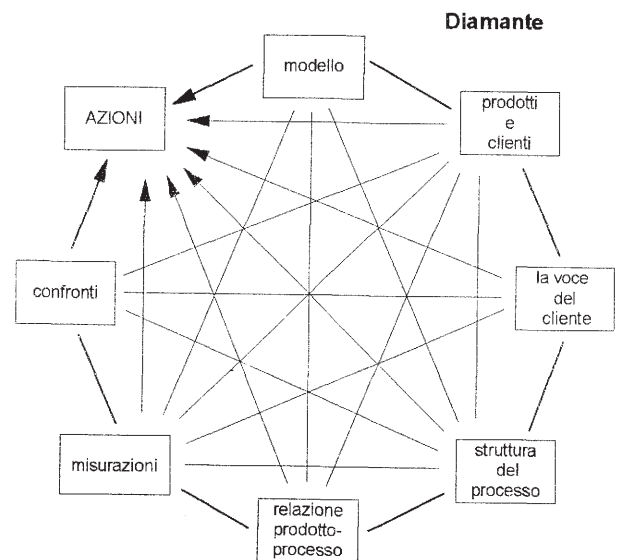 Diamante
modello
AZIONI
prodotti
e
clienti
confronti
la voce
del
cliente
misurazioni
struttura
del
processo
relazione
prodotto-
processo